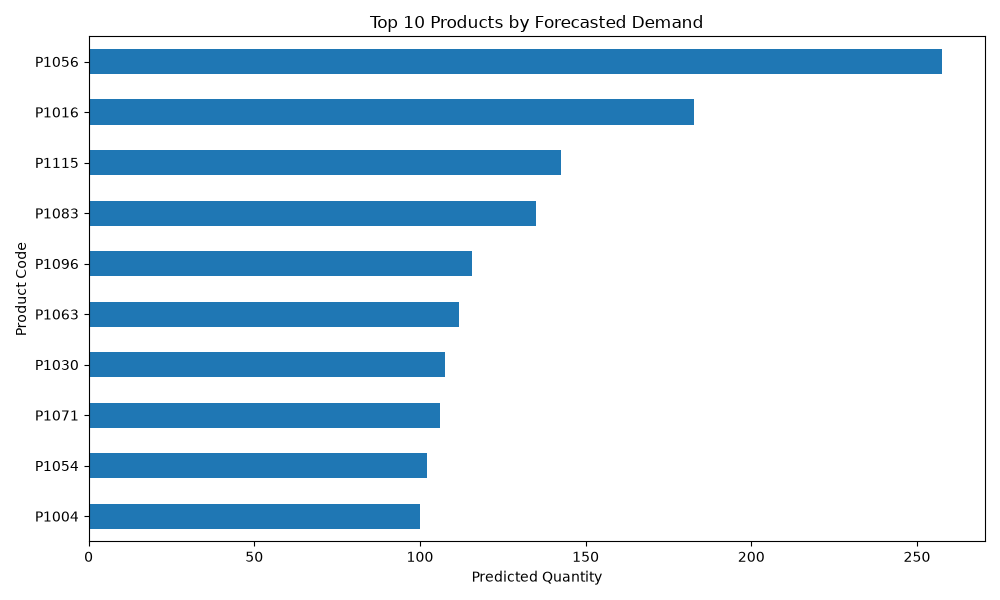 Top 10 Products by Forecasted Demand
Product Code
P1056
P1016
P1115
P1083
P1096
P1063
P1030
P1071
P1054
P1004
0 50 100 150 200 250
Predicted Quantity